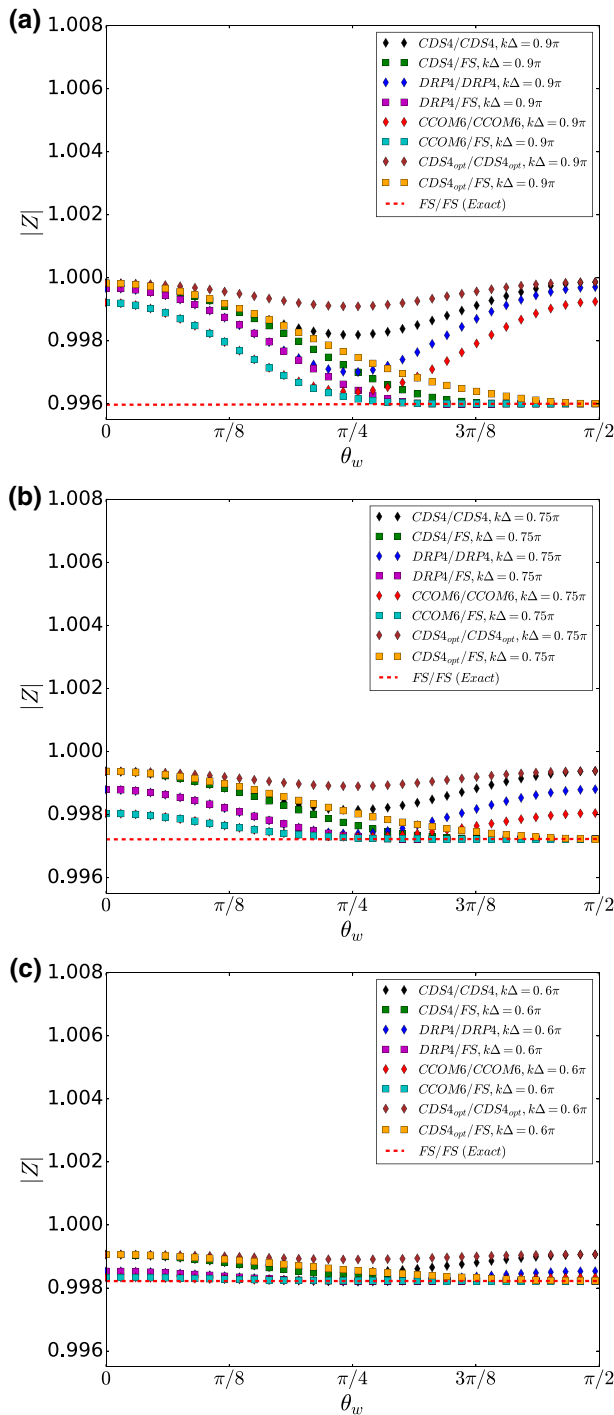 (a)
1.008
1.006
1.004
1.002
1.000
0.998
0.996
|Z|
CDS4/CDS4, kΔ = 0.9π
CDS4/FS, kΔ = 0.9π
DRP4/DRP4, kΔ = 0.9π
DRP4/FS, kΔ = 0.9π
CCOM6/CCOM6, kΔ = 0.9π
CCOM6/FS, kΔ = 0.9π
CDS4opt/CDS4opt, kΔ = 0.9π
CDS4opt/FS, kΔ = 0.9π
FS/FS (Exact)
0 π/8 π/4 3π/8 π/2
θw
(b)
1.008
1.006
1.004
1.002
1.000
0.998
0.996
|Z|
CDS4/CDS4, kΔ = 0.75π
CDS4/FS, kΔ = 0.75π
DRP4/DRP4, kΔ = 0.75π
DRP4/FS, kΔ = 0.75π
CCOM6/CCOM6, kΔ = 0.75π
CCOM6/FS, kΔ = 0.75π
CDS4opt/CDS4opt, kΔ = 0.75π
CDS4opt/FS, kΔ = 0.75π
FS/FS (Exact)
0 π/8 π/4 3π/8 π/2
θw
(c)
1.008
1.006
1.004
1.002
1.000
0.998
0.996
|Z|
CDS4/CDS4, kΔ = 0.6π
CDS4/FS, kΔ = 0.6π
DRP4/DRP4, kΔ = 0.6π
DRP4/FS, kΔ = 0.6π
CCOM6/CCOM6, kΔ = 0.6π
CCOM6/FS, kΔ = 0.6π
CDS4opt/CDS4opt, kΔ = 0.6π
CDS4opt/FS, kΔ = 0.6π
FS/FS (Exact)
0 π/8 π/4 3π/8 π/2
θw